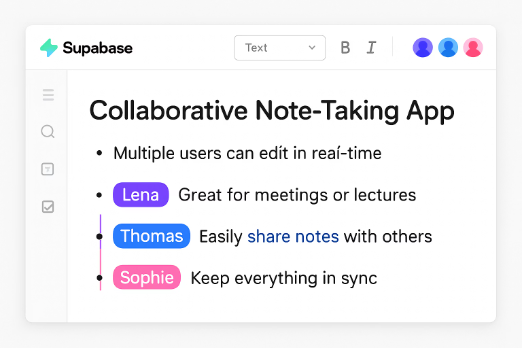 Supabase
Text
B I
Collaborative Note-Taking App
• Multiple users can edit in reaí-time
• Lena Great for meetings or lectures
• Thomas Easily share notes with others
• Sophie Keep everything in sync